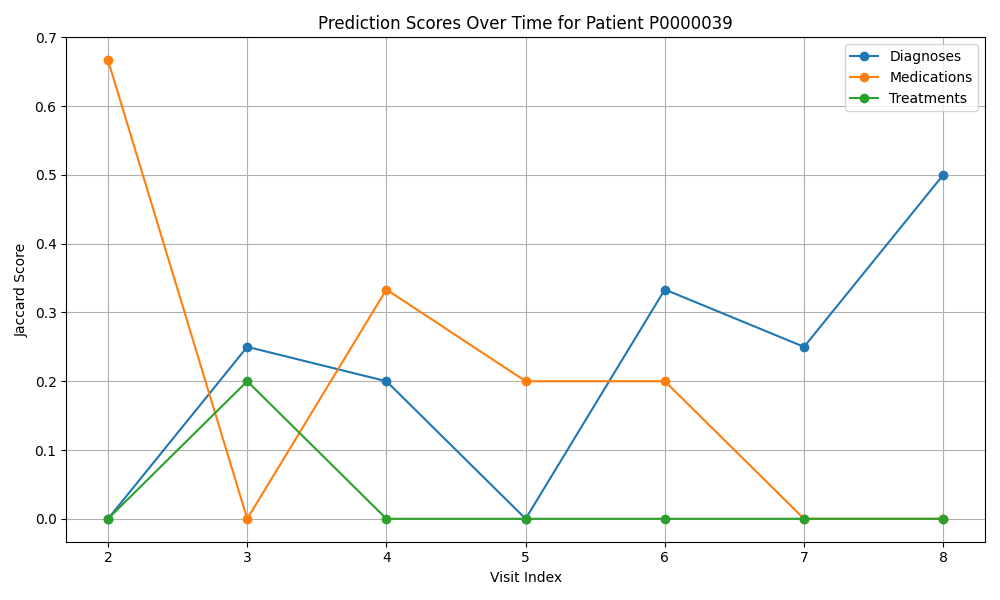 Prediction Scores Over Time for Patient P0000039
Diagnoses
Medications
Treatments
Jaccard Score
0.7
0.6
0.5
0.4
0.3
0.2
0.1
0.0
2 3 4 5 6 7 8
Visit Index